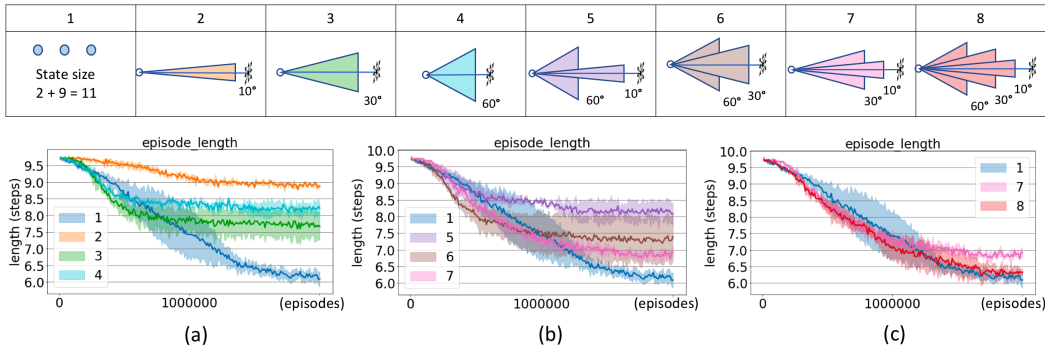 1 2 3 4 5 6 7 8
State size
2 + 9 = 11
10°
30°
60°
60° 10°
60° 30°
30° 10°
60° 30° 10°
episode_length
length (steps)
9.5
9.0
8.5
8.0
7.5
7.0
6.5
6.0
1
2
3
4
0 10000000 (episodes)
(a)
episode_length
length (steps)
10.0
9.5
9.0
8.5
8.0
7.5
7.0
6.5
6.0
1
5
6
7
0 10000000 (episodes)
(b)
episode_length
length (steps)
10.0
9.5
9.0
8.5
8.0
7.5
7.0
6.5
6.0
1
7
8
0 10000000 (episodes)
(c)